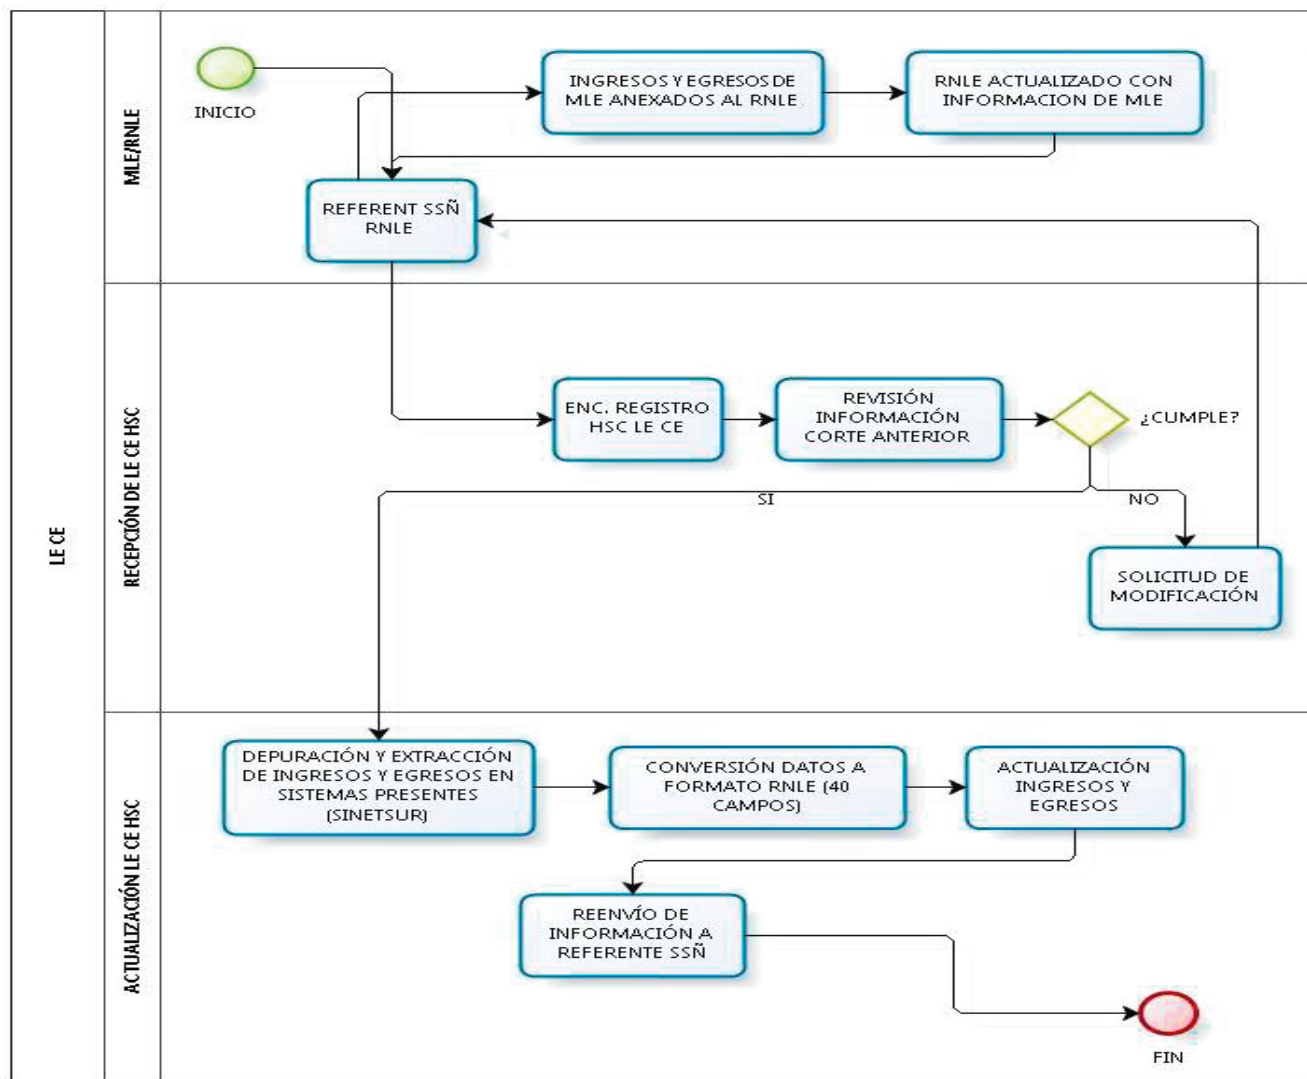 LE CE
MLE/RNLE
INICIO
INGRESOS Y EGRESOS DE
MLE ANEXADOS AL RNLE
RNLE ACTUALIZADO CON
INFORMACION DE MLE
REFERENT SSÑ
RNLE
RECEPCIÓN DE LE CE HSC
ENC. REGISTRO
HSC LE CE
REVISIÓN
INFORMACIÓN
CORTE ANTERIOR
¿CUMPLE?
SI
NO
SOLICITUD DE
MODIFICACIÓN
ACTUALIZACIÓN LE CE HSC
DEPURACIÓN Y EXTRACCIÓN
DE INGRESOS Y EGRESOS EN
SISTEMAS PRESENTES
(SINETSUR)
CONVERSIÓN DATOS A
FORMATO RNLE (40
CAMPOS)
ACTUALIZACIÓN
INGRESOS Y
EGRESOS
REENVÍO DE
INFORMACIÓN A
REFERENTE SSÑ
FIN